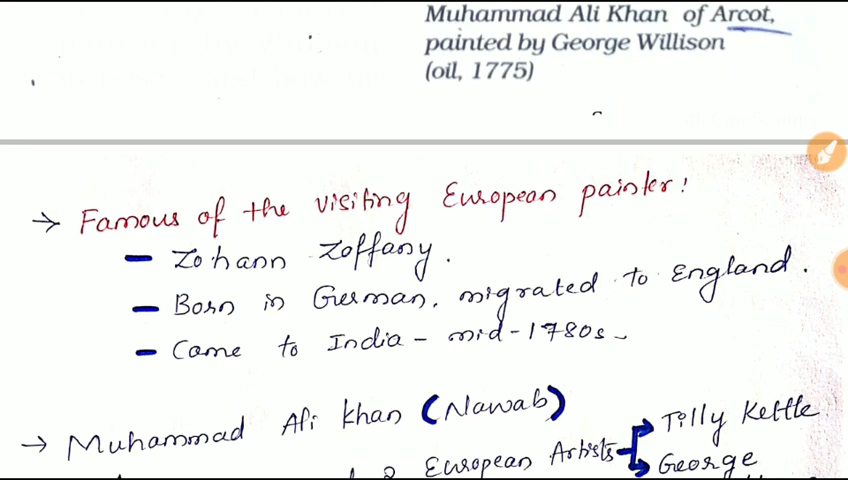 Muhammad Ali Khan of Arcot,
painted by George Willison
(oil, 1775)
→ Famous of the visiting European painter:
– Zohann Zoffany.
– Born in German, migrated to England.
– Came to India – mid-1780s
→ Muhammad Ali Khan (Nawab)
2 European Artists Tilly Kettle
George